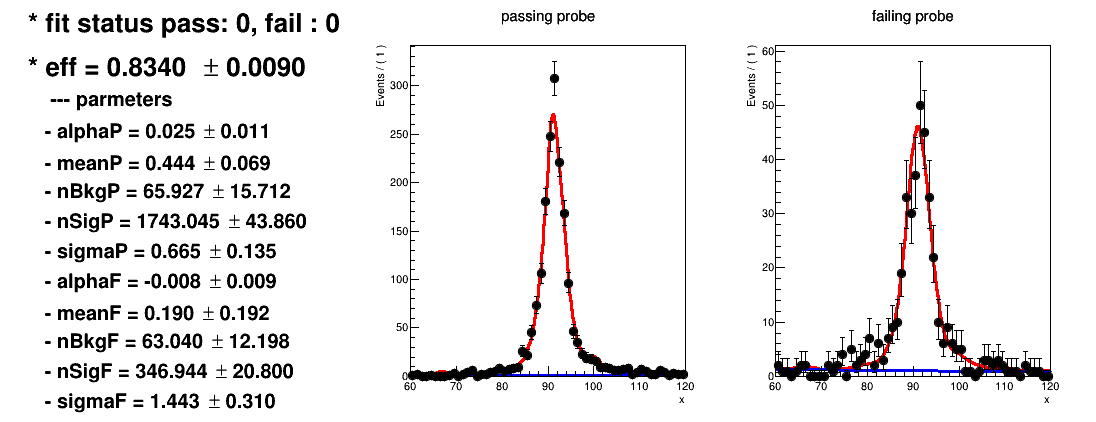 * fit status pass: 0, fail : 0
* eff = 0.8340 ± 0.0090
--- parmeters
- alphaP = 0.025 ± 0.011
- meanP = 0.444 ± 0.069
- nBkgP = 65.927 ± 15.712
- nSigP = 1743.045 ± 43.860
- sigmaP = 0.665 ± 0.135
- alphaF = -0.008 ± 0.009
- meanF = 0.190 ± 0.192
- nBkgF = 63.040 ± 12.198
- nSigF = 346.944 ± 20.800
- sigmaF = 1.443 ± 0.310
passing probe
Events / ( 1 )
300
250
200
150
100
50
0
60 70 80 90 100 110 120
x
failing probe
Events / ( 1 )
60
50
40
30
20
10
0
60 70 80 90 100 110 120
x